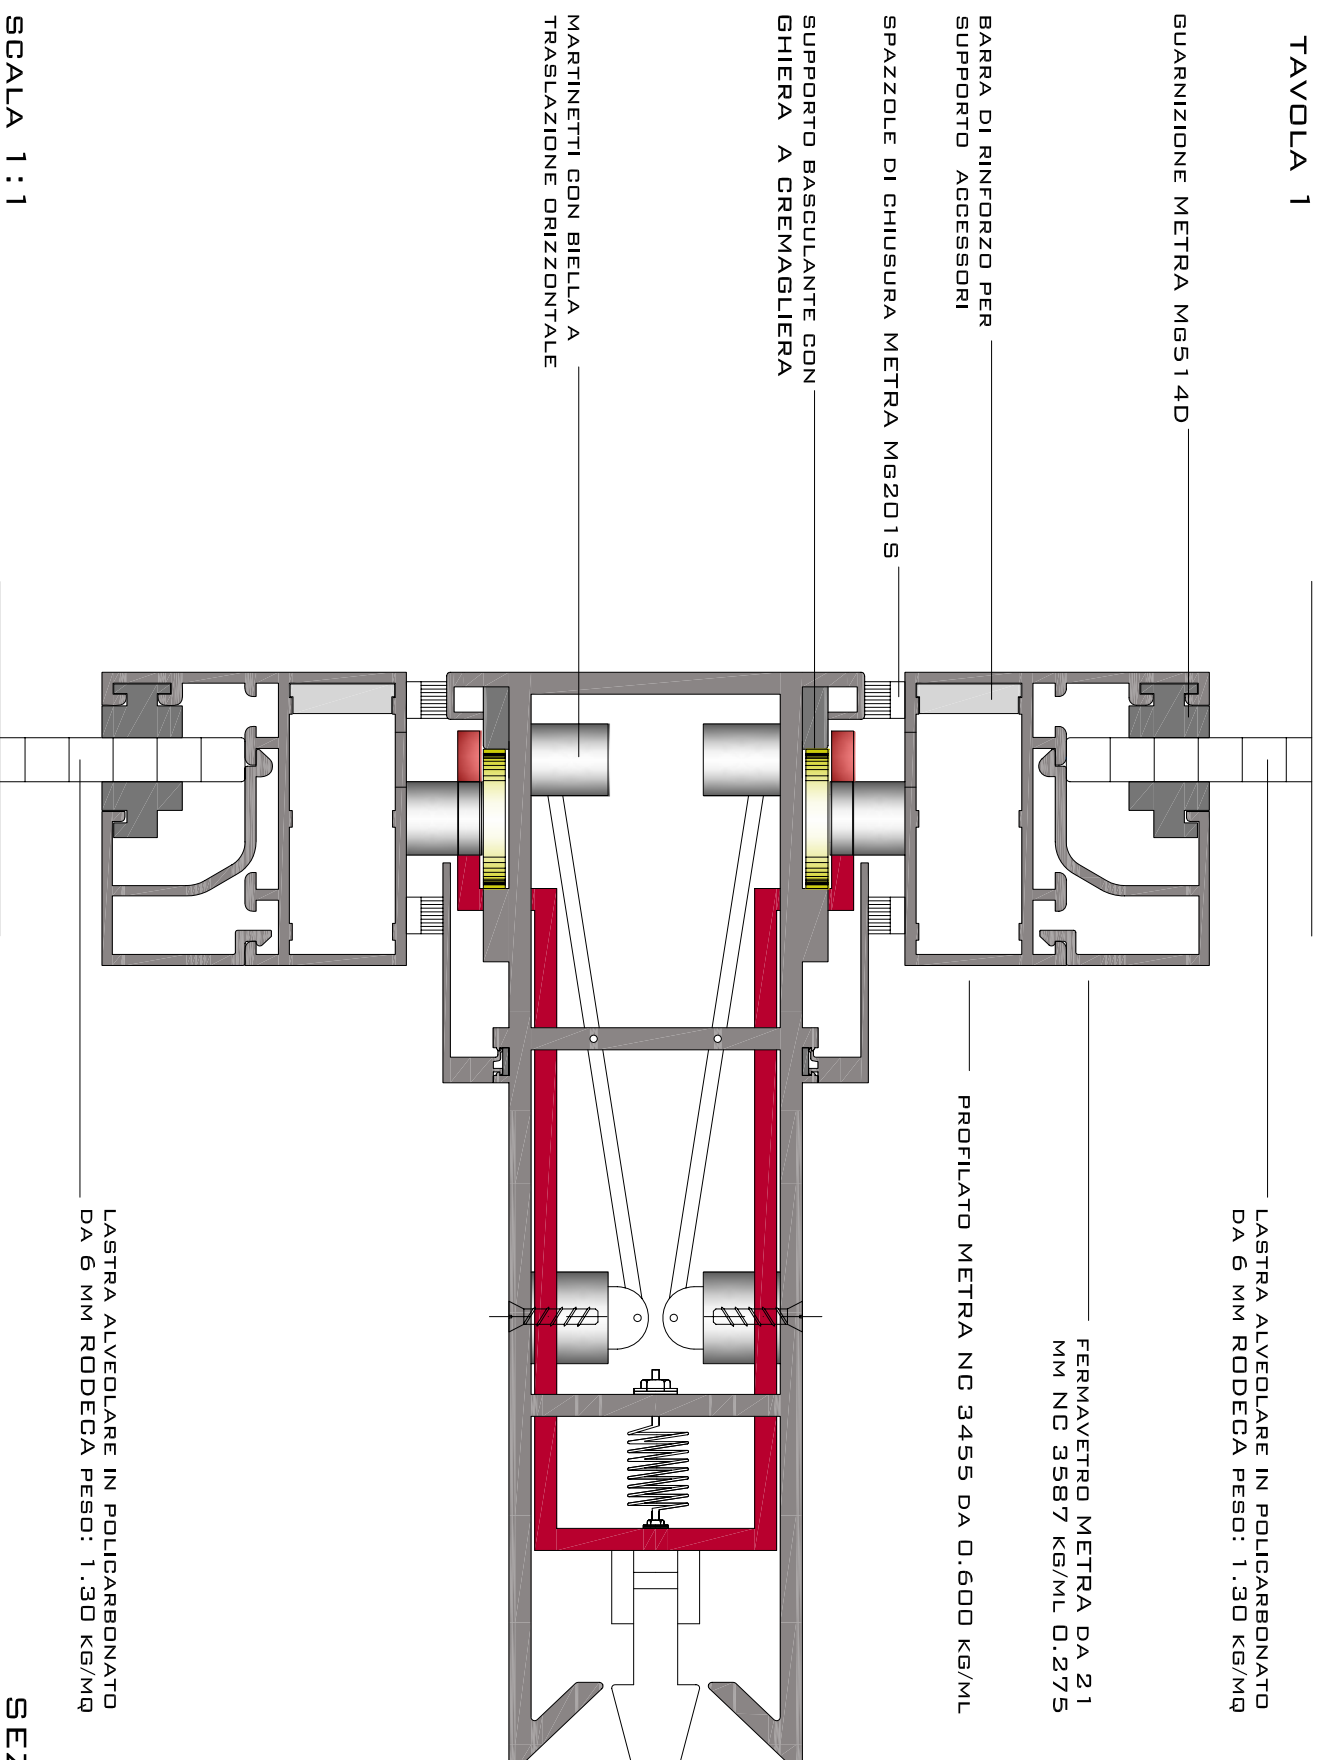 TAVOLA 1
GUARNIZIONE METRA MG514D
BARRA DI RINFORZO PER
SUPPORTO ACCESSORI
SPAZZOLE DI CHIUSURA METRA MG201S
SUPPORTO BASCULANTE CON
GHIERA A CREMAGLIERA
MARTINETTI CON BIELLA A
TRASLAZIONE ORIZZONTALE
SCALA 1:1
LASTRA ALVEOLARE IN POLICARBONATO
DA 6 MM RODECA PESO: 1.30 KG/MQ
FERMAVETRO METRA DA 21
MM NC 3587 KG/ML 0.275
PROFILATO METRA NC 3455 DA 0.600 KG/ML
LASTRA ALVEOLARE IN POLICARBONATO
DA 6 MM RODECA PESO: 1.30 KG/MQ